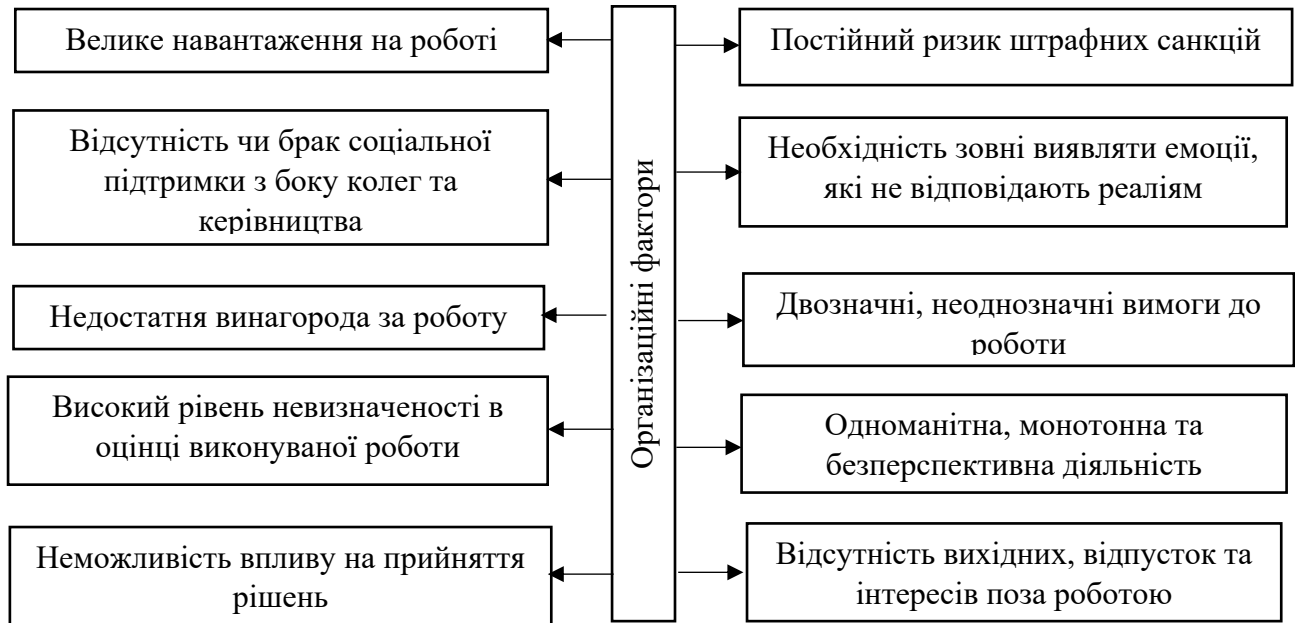 Велике навантаження на роботі
Відсутність чи брак соціальної
підтримки з боку колег та
керівництва
Недостатня винагорода за роботу
Високий рівень невизначеності в
оцінці виконуваної роботи
Неможливість впливу на прийняття
рішень
Організаційні фактори
Постійний ризик штрафних санкцій
Необхідність зовні виявляти емоції,
які не відповідають реаліям
Двозначні, неоднозначні вимоги до
роботи
Одноманітна, монотонна та
безперспективна діяльність
Відсутність вихідних, відпусток та
інтересів поза роботою